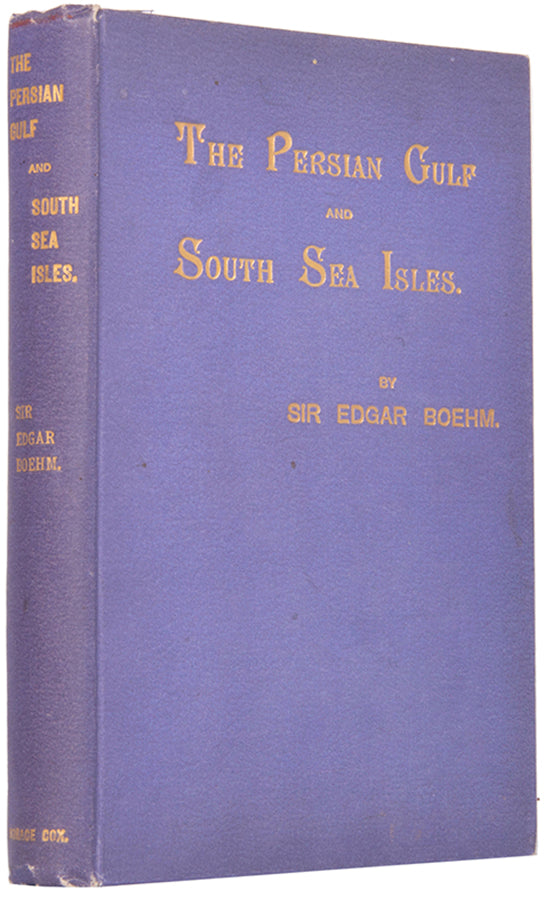 THE
PERSIAN
GULF
AND
SOUTH
SEA
ISLES.
SIR
EDGAR
BOEHM.
HORACE COX.
THE PERSIAN GULF
AND
SOUTH SEA ISLES.
BY
SIR EDGAR BOEHM.